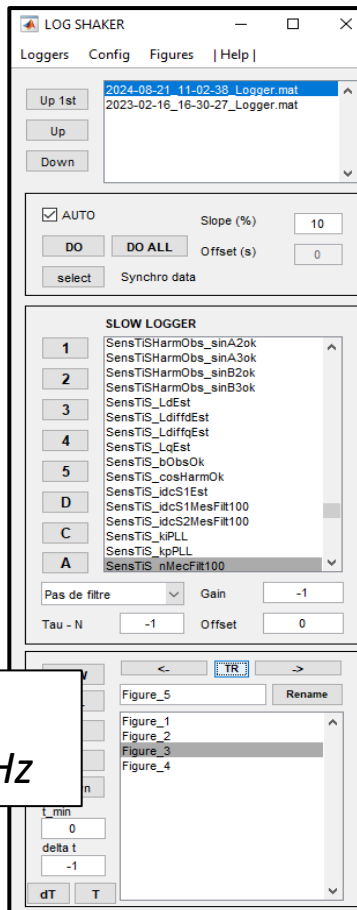 LOG SHAKER
Loggers Config Figures | Help |
Up 1st
Up
Down
2024-08-21_11-02-38_Logger.mat
2023-02-16_16-30-27_Logger.mat
AUTO
Slope (%) 10
DO DO ALL Offset (s) 0
select Synchro data
SLOW LOGGER
1
2
3
4
5
D
C
A
SensTiSHarmObs_sinA2ok
SensTiSHarmObs_sinA3ok
SensTiSHarmObs_sinB2ok
SensTiSHarmObs_sinB3ok
SensTiS_LdEst
SensTiS_LdiffdEst
SensTiS_LdiffqEst
SensTiS_LqEst
SensTiS_bObsOk
SensTiS_cosHarmOk
SensTiS_idcS1Est
SensTiS_idcS1MesFilt100
SensTiS_idcS2MesFilt100
SensTiS_kiPLL
SensTiS_kpPLL
SensTiS_nMecFilt100
Pas de filtre Gain -1
Tau - N -1 Offset 0
<- TR ->
Figure_5 Rename
Figure_1
Figure_2
Figure_3
Figure_4
Hz
t_min
0
delta t
-1
dT T